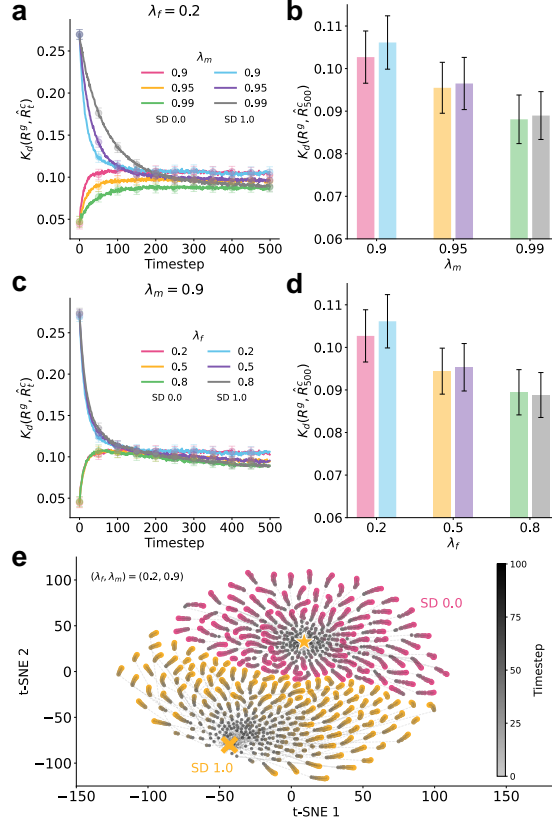 a
λf = 0.2
Kd(Rᵍ, R̂ᶜt)
0.25
0.20
0.15
0.10
0.05
λm
0.9
0.95
0.99
SD 0.0
0.9
0.95
0.99
SD 1.0
0 100 200 300 400 500
Timestep
b
Kd(Rᵍ, R̂ᶜ500)
0.11
0.10
0.09
0.08
0.07
0.06
0.9 0.95 0.99
λm
c
λm = 0.9
Kd(Rᵍ, R̂ᶜt)
0.25
0.20
0.15
0.10
0.05
λf
0.2
0.5
0.8
SD 0.0
0.2
0.5
0.8
SD 1.0
0 100 200 300 400 500
Timestep
d
Kd(Rᵍ, R̂ᶜ500)
0.11
0.10
0.09
0.08
0.07
0.06
0.2 0.5 0.8
λf
e
(λf, λm) = (0.2, 0.9)
SD 0.0
SD 1.0
t-SNE 2
100
50
0
−50
−100
−150 −100 −50 0 50 100 150
t-SNE 1
100
75
50
25
0
Timestep